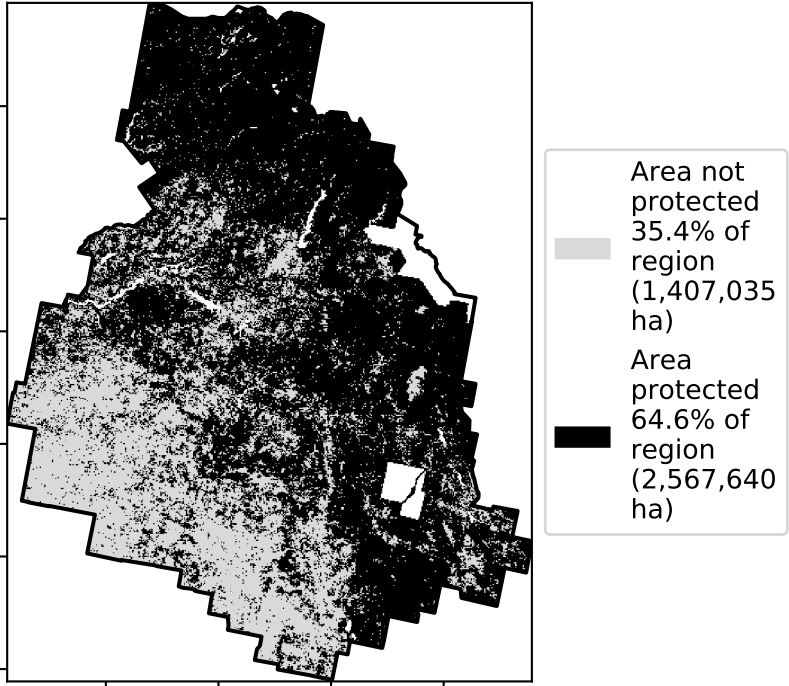 Area not
protected
35.4% of
region
(1,407,035
ha)
Area
protected
64.6% of
region
(2,567,640
ha)